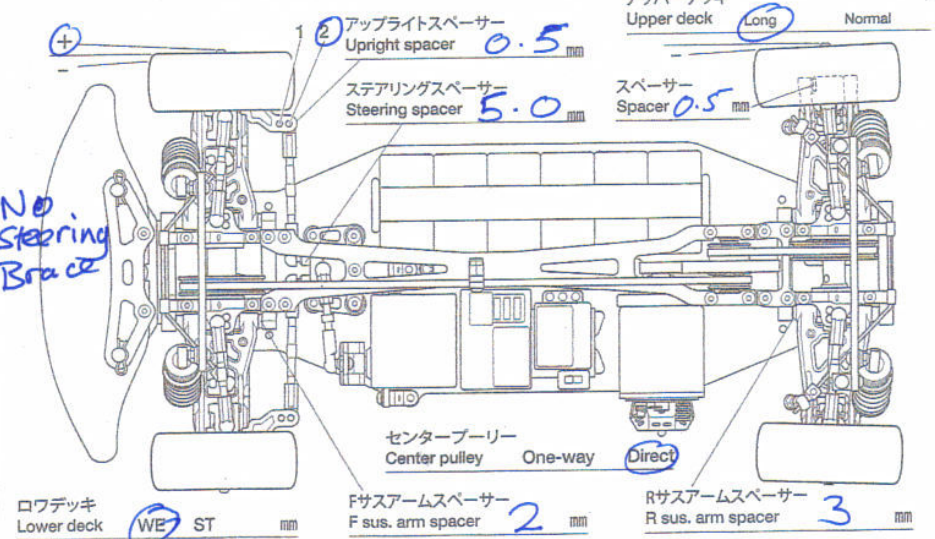 Upper deck Long Normal
+
-
1 2
アップライトスペーサー
Upright spacer 0.5 mm
ステアリングスペーサー
Steering spacer 5.0 mm
-
スペーサー
Spacer 0.5 mm
No
Steering
Brace
センタープーリー
Center pulley One-way Direct
ロワデッキ
Lower deck WE ST mm
Fサスアームスペーサー
F sus. arm spacer 2 mm
Rサスアームスペーサー
R sus. arm spacer 3 mm